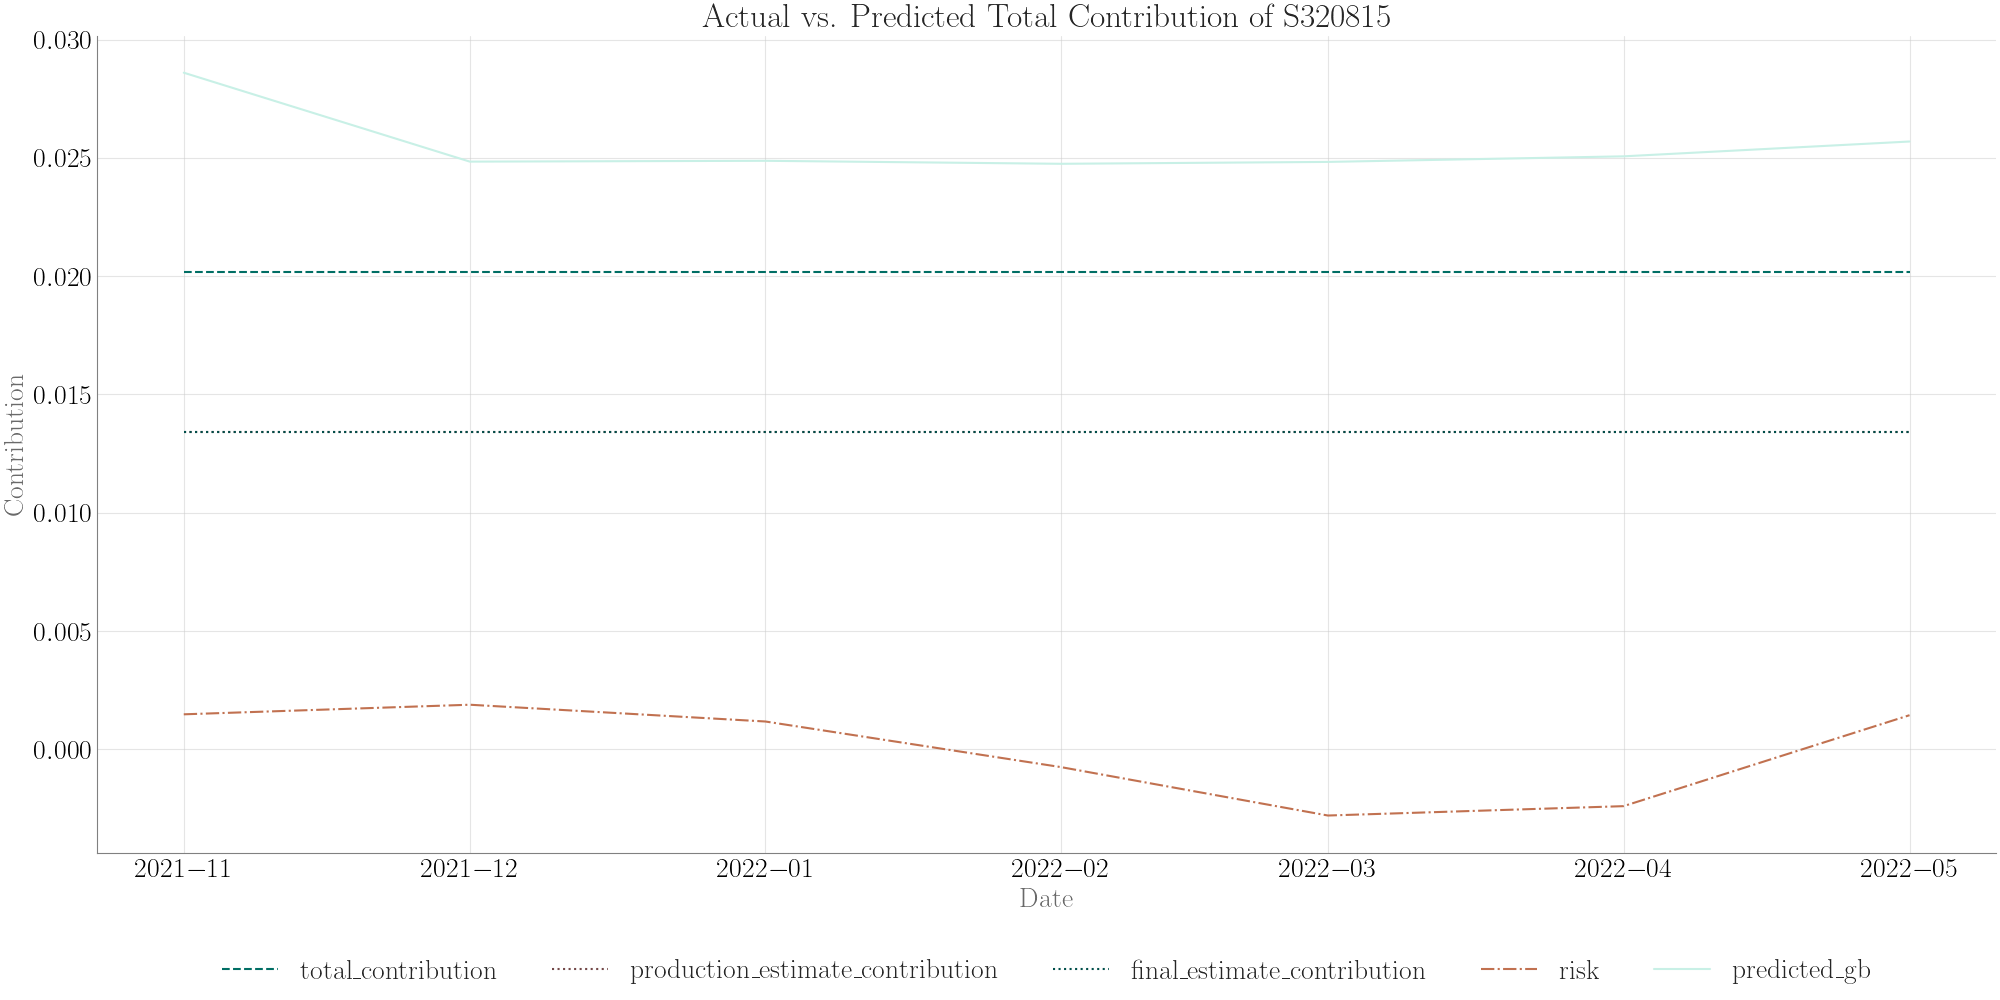 Actual vs. Predicted Total Contribution of S320815
0.030
0.025
0.020
0.015
0.010
0.005
0.000
Contribution
2021−11 2021−12 2022−01 2022−02 2022−03 2022−04 2022−05
Date
total_contribution production_estimate_contribution final_estimate_contribution risk predicted_gb